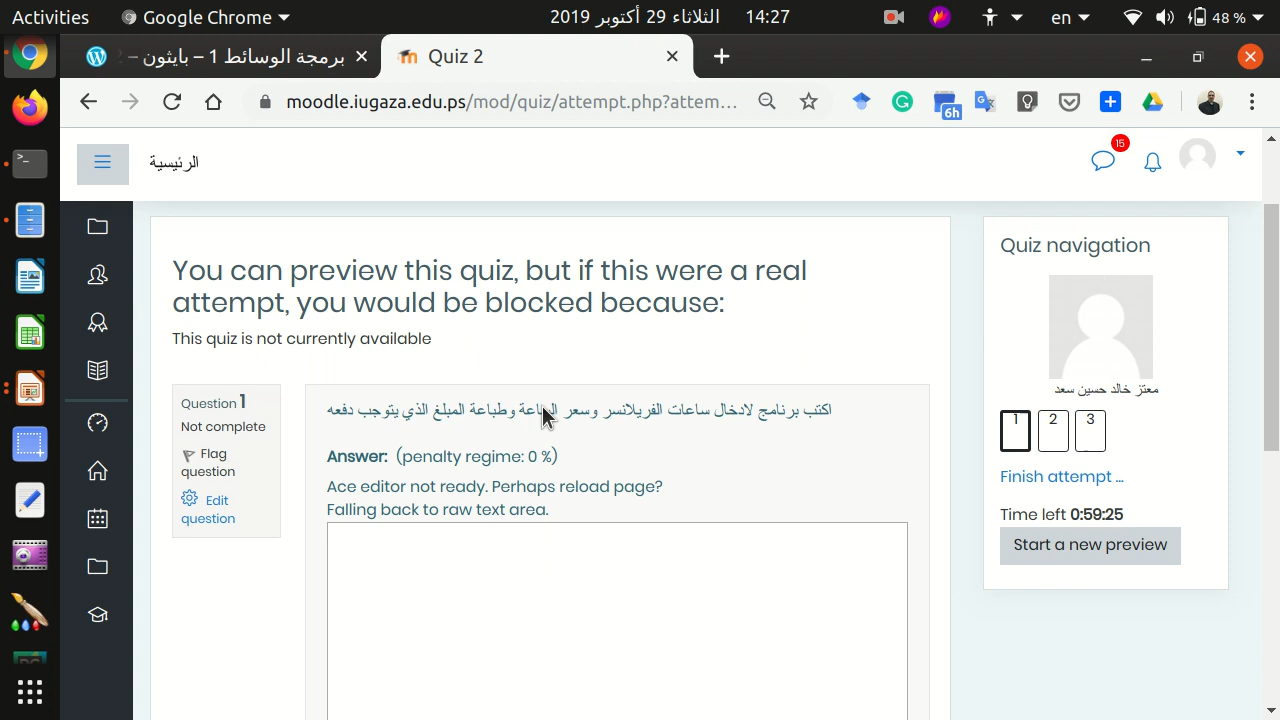 Activities
Google Chrome
الثلاثاء 29 أكتوبر 2019 14:27
en
48 %
برمجة الوسائط 1 – بايثون –
Quiz 2
moodle.iugaza.edu.ps/mod/quiz/attempt.php?attem...
6h
الرئيسية
15
You can preview this quiz, but if this were a real
attempt, you would be blocked because:
This quiz is not currently available
Question 1
Not complete
Flag
question
Edit
question
اكتب برنامج لادخال ساعات الفريلانسر وسعر الساعة وطباعة المبلغ الذي يتوجب دفعه
Answer: (penalty regime: 0 %)
Ace editor not ready. Perhaps reload page?
Falling back to raw text area.
Quiz navigation
معتز خالد حسين سعد
1
2
3
Finish attempt ...
Time left 0:59:25
Start a new preview